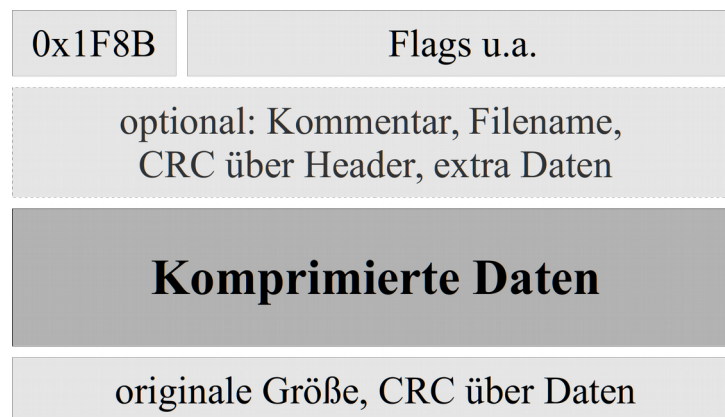 0x1F8B
Flags u.a.
optional: Kommentar, Filename,
CRC über Header, extra Daten
Komprimierte Daten
originale Größe, CRC über Daten